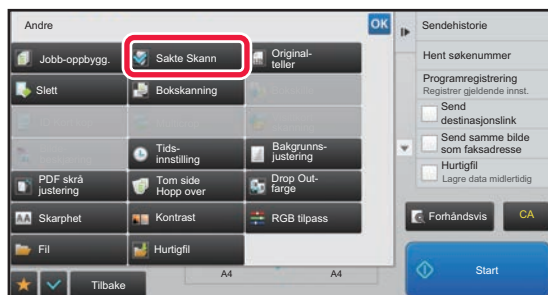 Andre
OK
Jobb-oppbygg.
Sakte Skann
Original-
teller
Slett
Bokskanning
Tids-
innstilling
Bakgrunns-
justering
PDF skrå
justering
Tom side
Hopp over
Drop Out-
farge
AA Skarphet
Kontrast
RGB tilpass
Fil
Hurtigfil
Tilbake
A4
A4
Sendehistorie
Hent søkenummer
Programregistrering
Registrer gjeldende innst.
Send
destinasjonslink
Send samme bilde
som faksadresse
Hurtigfil
Lagre data midlertidig
Forhåndsvis
CA
Start